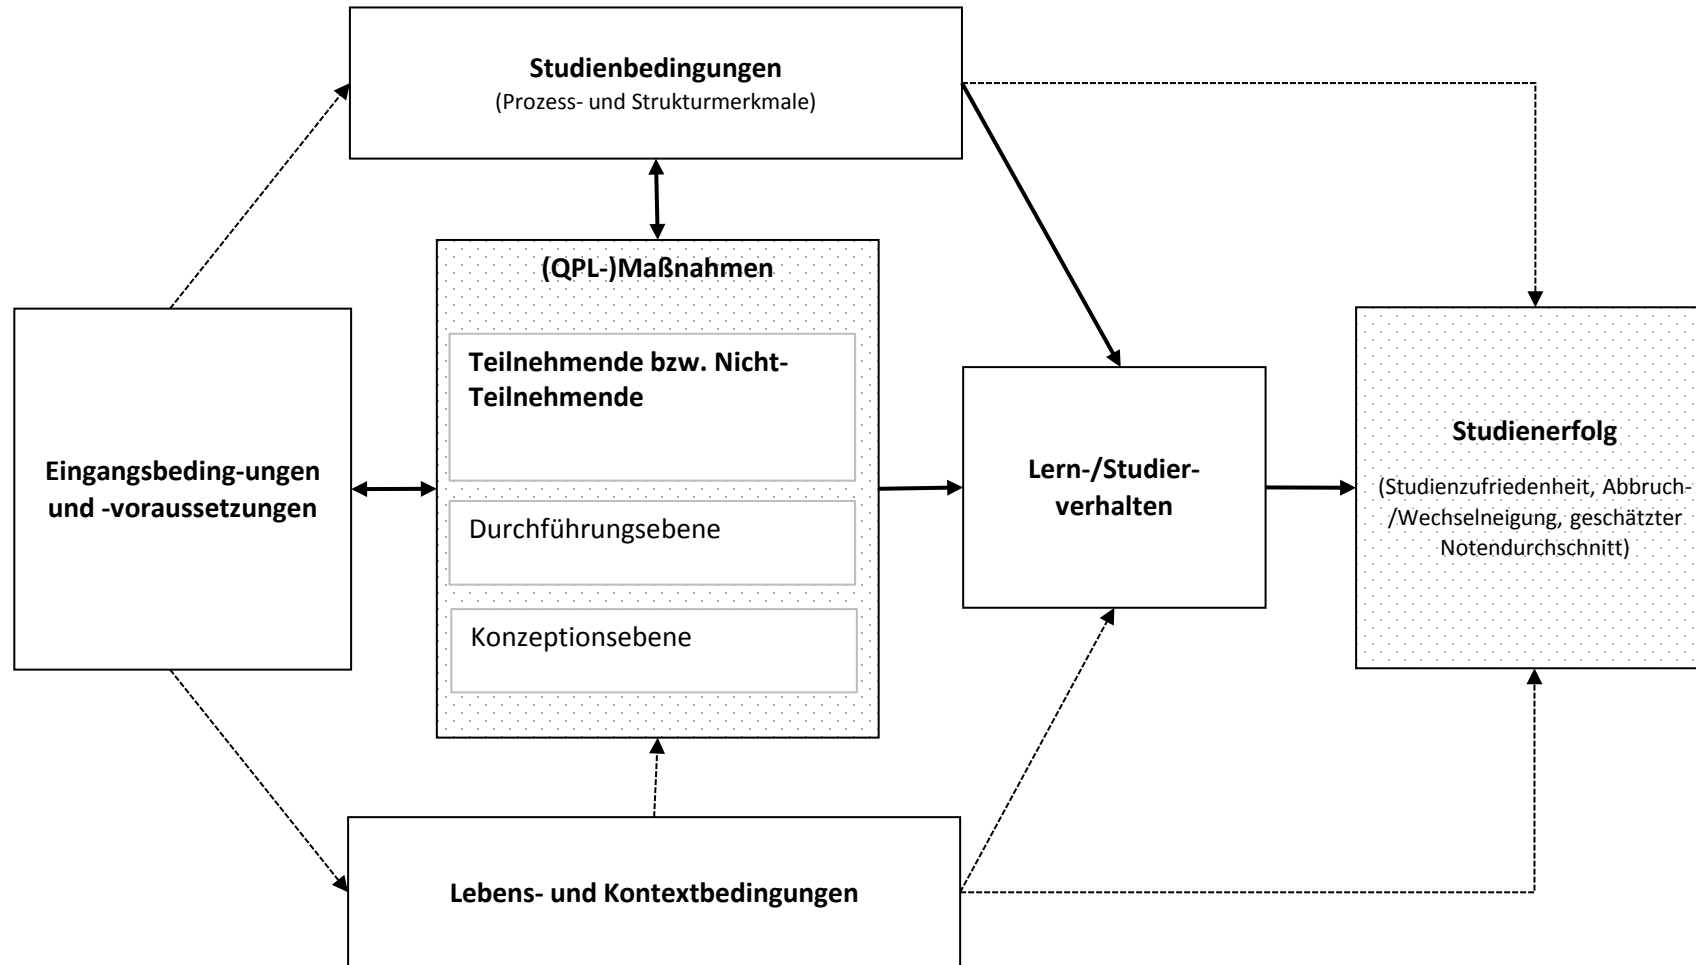 Studienbedingungen
(Prozess- und Strukturmerkmale)
(QPL-)Maßnahmen
Teilnehmende bzw. Nicht-
Teilnehmende
Durchführungsebene
Konzeptionsebene
Eingangsbeding-ungen
und -voraussetzungen
Lern-/Studier-
verhalten
Studienerfolg
(Studienzufriedenheit, Abbruch-
/Wechselneigung, geschätzter
Notendurchschnitt)
Lebens- und Kontextbedingungen